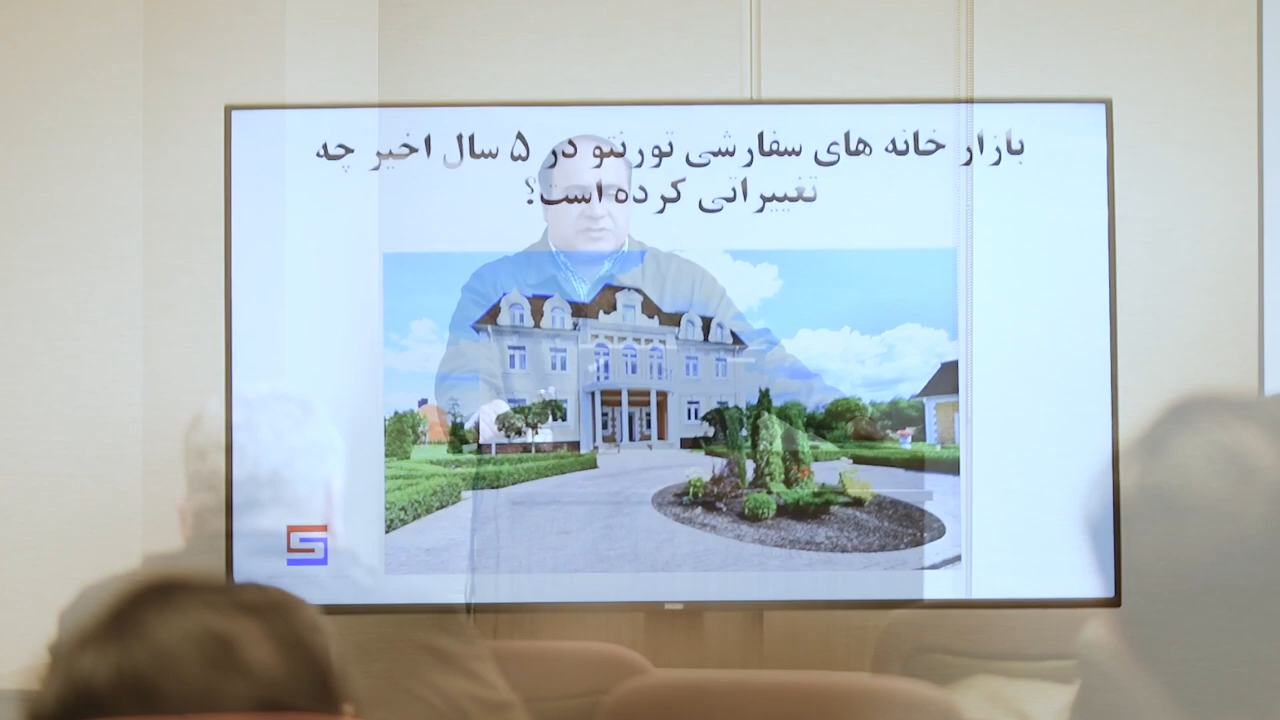 بازار خانه های سفارشی تورنتو در ۵ سال اخیر چه
تغییراتی کرده است؟